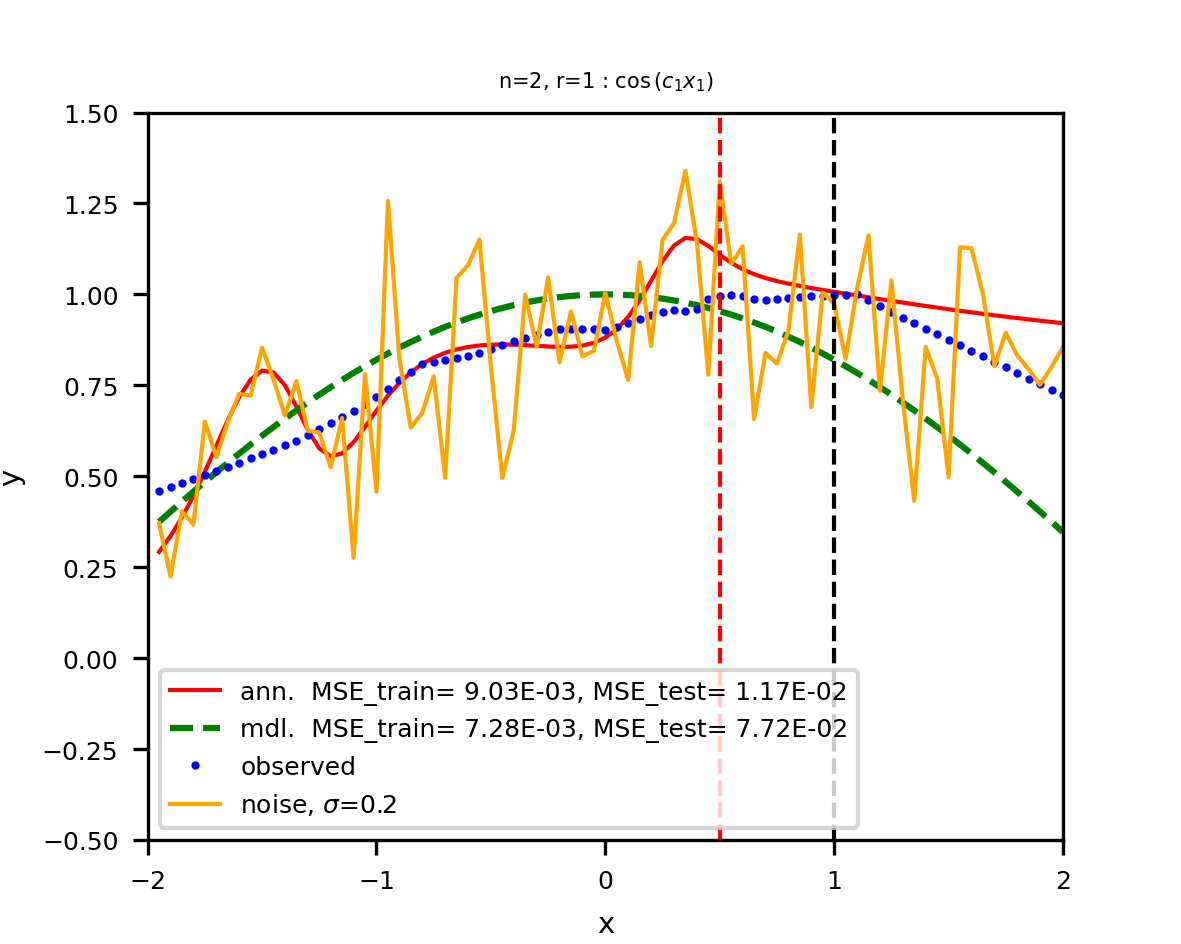 n=2, r=1 : cos (c₁x₁)
1.50
1.25
1.00
0.75
0.50
0.25
0.00
−0.25
−0.50
y
ann.  MSE_train= 9.03E-03, MSE_test= 1.17E-02
mdl.  MSE_train= 7.28E-03, MSE_test= 7.72E-02
observed
noise, σ=0.2
−2 −1 0 1 2
x